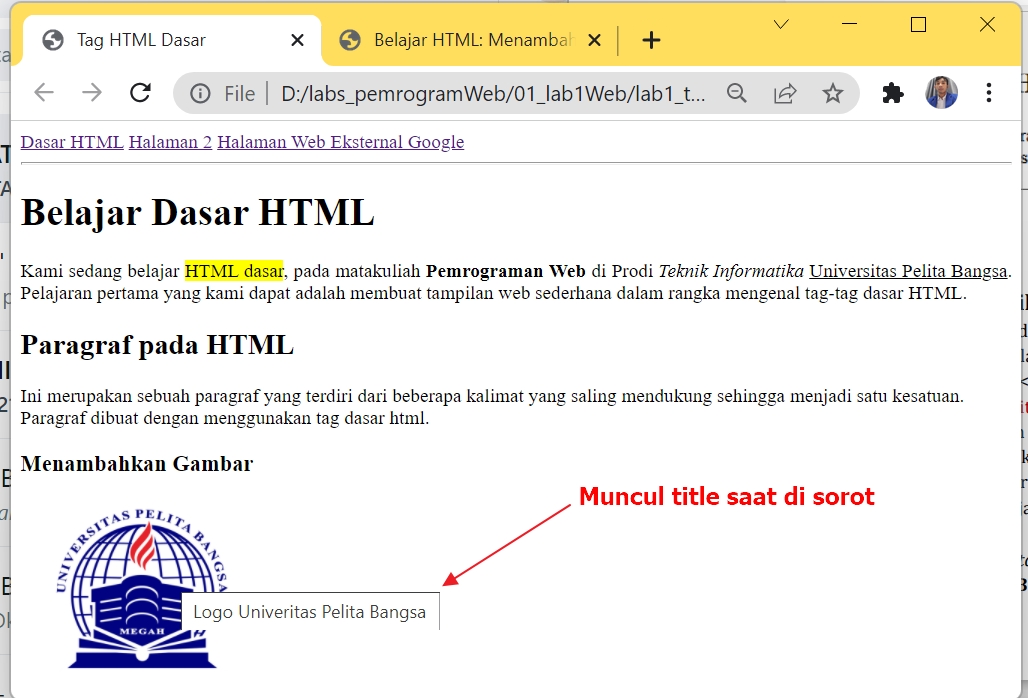 Tag HTML Dasar
Belajar HTML: Menambah
File
D:/labs_pemrogramWeb/01_lab1Web/lab1_t...
Dasar HTML Halaman 2 Halaman Web Eksternal Google
Belajar Dasar HTML
Kami sedang belajar HTML dasar, pada matakuliah Pemrograman Web di Prodi Teknik Informatika Universitas Pelita Bangsa.
Pelajaran pertama yang kami dapat adalah membuat tampilan web sederhana dalam rangka mengenal tag-tag dasar HTML.
Paragraf pada HTML
Ini merupakan sebuah paragraf yang terdiri dari beberapa kalimat yang saling mendukung sehingga menjadi satu kesatuan.
Paragraf dibuat dengan menggunakan tag dasar html.
Menambahkan Gambar
Muncul title saat di sorot
UNIVERSITAS PELITA BANGSA
Logo Univeritas Pelita Bangsa
MEGAH